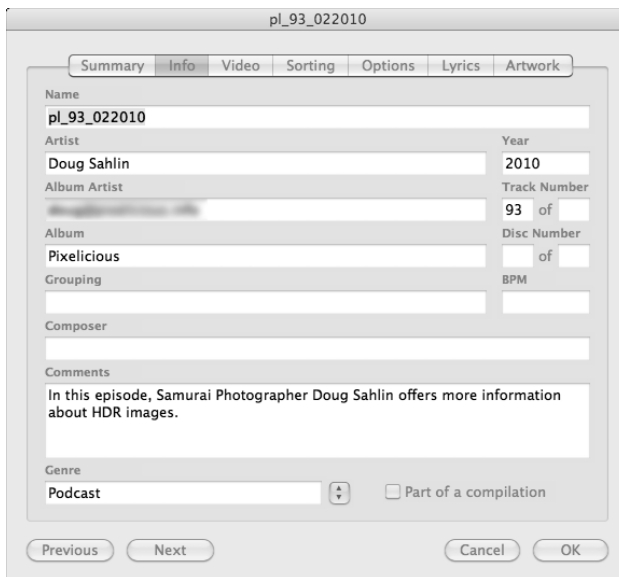 pl_93_022010
Summary Info Video Sorting Options Lyrics Artwork
Name
pl_93_022010
Artist Year
Doug Sahlin 2010
Album Artist Track Number
93 of
Album Disc Number
Pixelicious of
Grouping BPM
Composer
Comments
In this episode, Samurai Photographer Doug Sahlin offers more information
about HDR images.
Genre
Podcast Part of a compilation
Previous Next Cancel OK